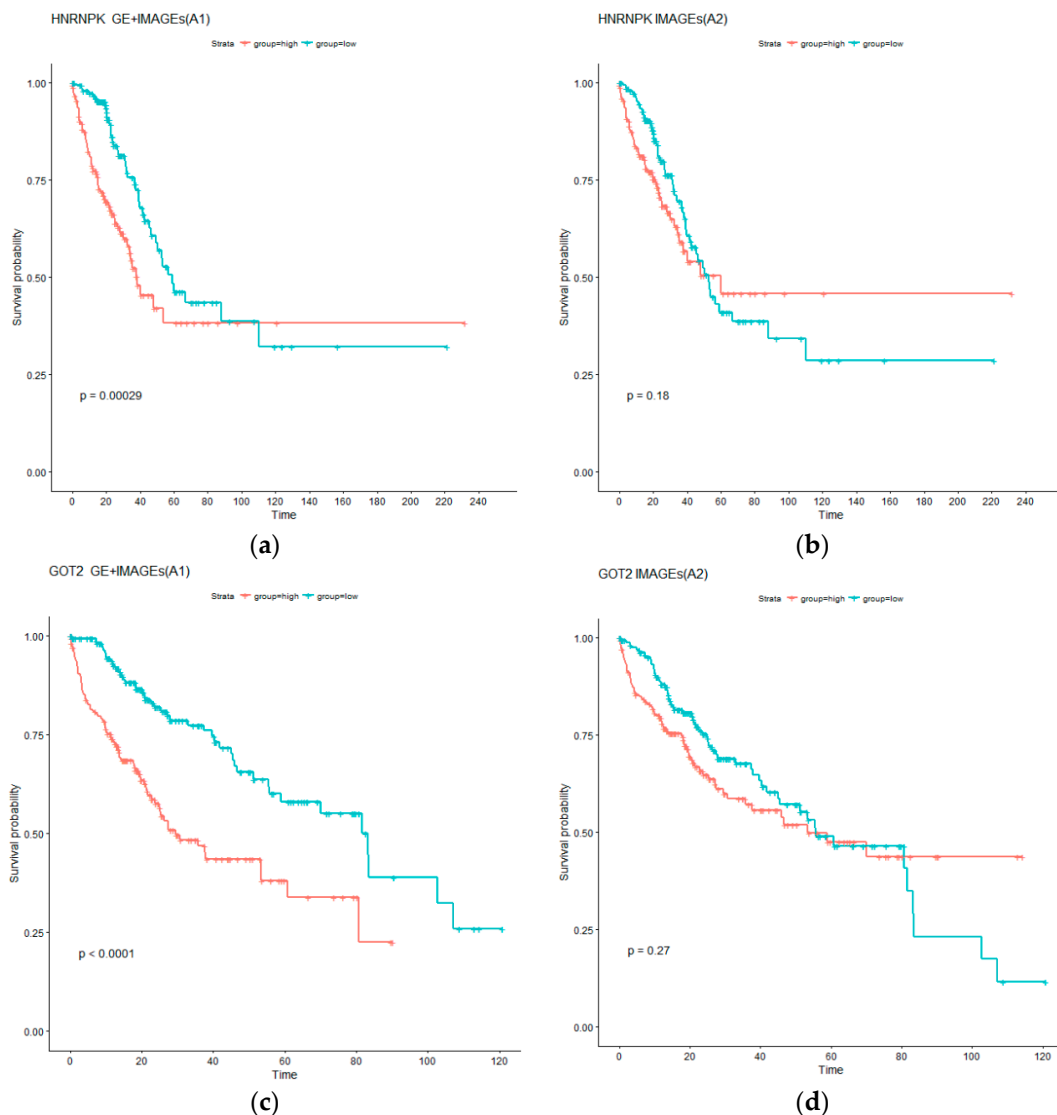 HNRNPK GE+IMAGEs(A1)
Strata group=high group=low
1.00
0.75
0.50
0.25
0.00
Survival probability
p = 0.00029
0 20 40 60 80 100 120 140 160 180 200 220 240
Time
(a)
HNRNPK IMAGEs(A2)
Strata group=high group=low
1.00
0.75
0.50
0.25
0.00
Survival probability
p = 0.18
0 20 40 60 80 100 120 140 160 180 200 220 240
Time
(b)
GOT2 GE+IMAGEs(A1)
Strata group=high group=low
1.00
0.75
0.50
0.25
0.00
Survival probability
p < 0.0001
0 20 40 60 80 100 120
Time
(c)
GOT2 IMAGEs(A2)
Strata group=high group=low
1.00
0.75
0.50
0.25
0.00
Survival probability
p = 0.27
0 20 40 60 80 100 120
Time
(d)